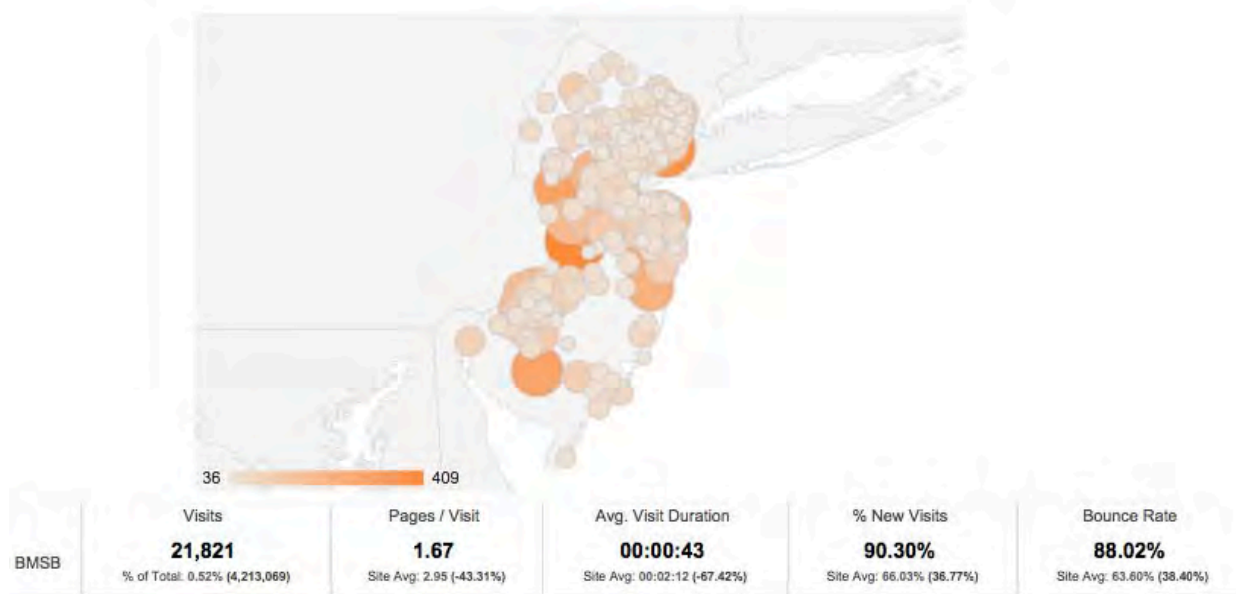 36 409
Visits Pages / Visit Avg. Visit Duration % New Visits Bounce Rate
BMSB 21,821 1.67 00:00:43 90.30% 88.02%
% of Total: 0.52% (4,213,069) Site Avg: 2.95 (-43.31%) Site Avg: 00:02:12 (-67.42%) Site Avg: 66.03% (36.77%) Site Avg: 63.60% (38.40%)